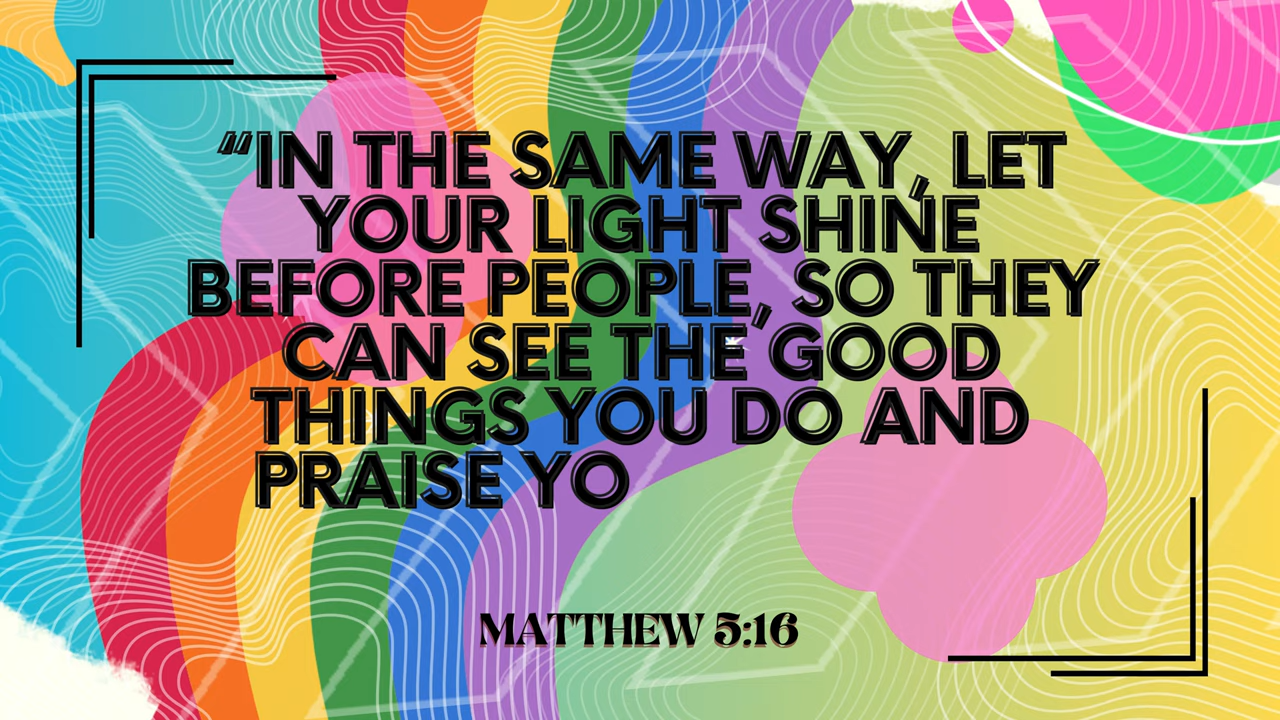 “IN THE SAME WAY, LET
YOUR LIGHT SHINE
BEFORE PEOPLE, SO THEY
CAN SEE THE GOOD
THINGS YOU DO AND
PRAISE YO
MATTHEW 5:16